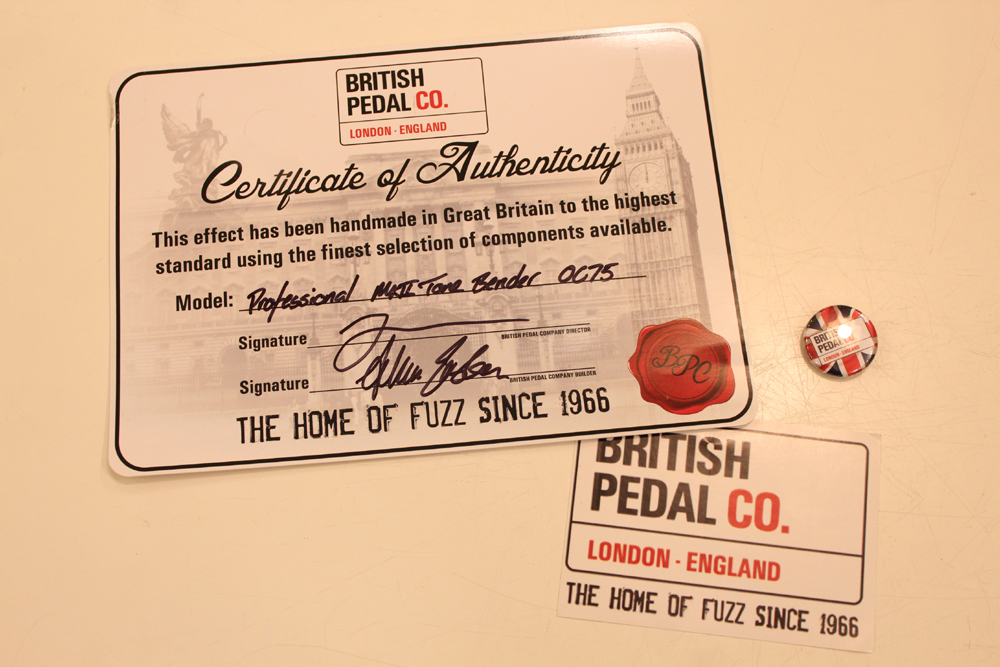 BRITISH
PEDAL CO.
LONDON · ENGLAND
Certificate of Authenticity
This effect has been handmade in Great Britain to the highest
standard using the finest selection of components available.
Model: Professional MKII Tone Bender OC75
Signature
BRITISH PEDAL COMPANY DIRECTOR
Signature
BRITISH PEDAL COMPANY BUILDER
BPC
THE HOME OF FUZZ SINCE 1966
BRITISH
PEDAL CO.
LONDON · ENGLAND
THE HOME OF FUZZ SINCE 1966
PEDAL
LONDON · ENGLAND